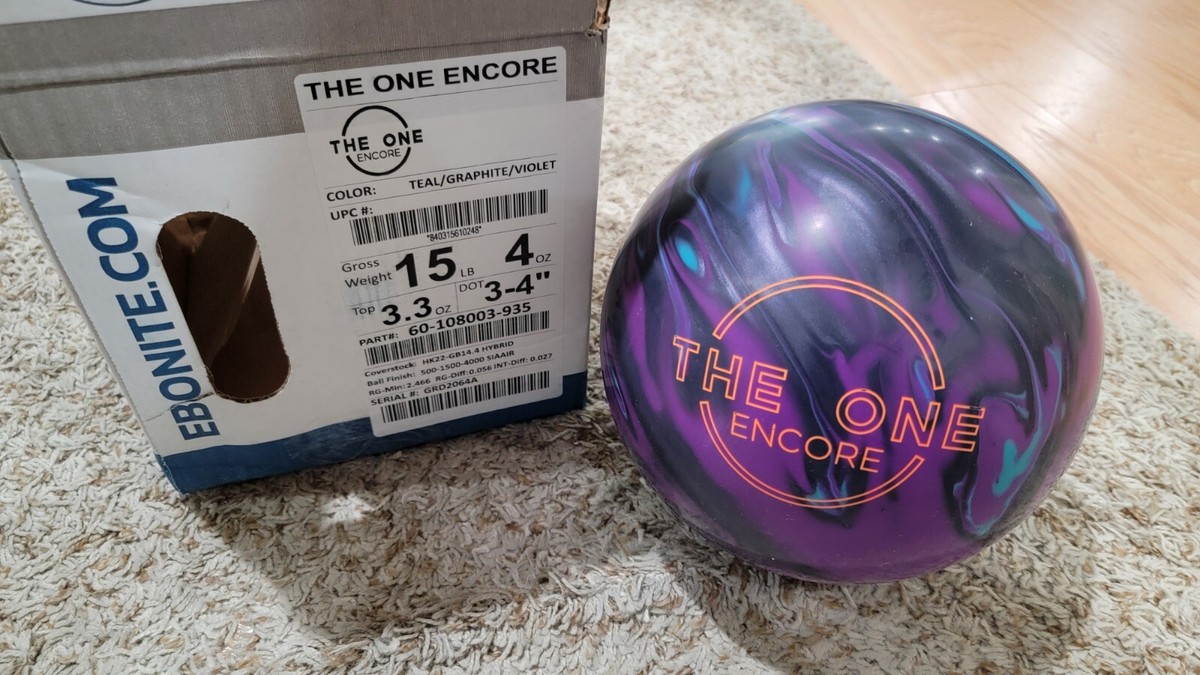 THE ONE ENCORE
THE ONE
ENCORE
COLOR: TEAL/GRAPHITE/VIOLET
UPC #:
*840315610248*
Gross Weight 15 LB 4 OZ
Top 3.3 OZ DOT 3-4"
PART#: 60-108003-935
Coverstock: HK22-GB14.4 HYBRID
Ball Finish: 500-1500-4000 SIAAIR
RG-Min: 2.466 RG-Diff:0.056 INT-Diff: 0.027
SERIAL #: GRD2064A
EBONITE.COM
THE ONE
ENCORE